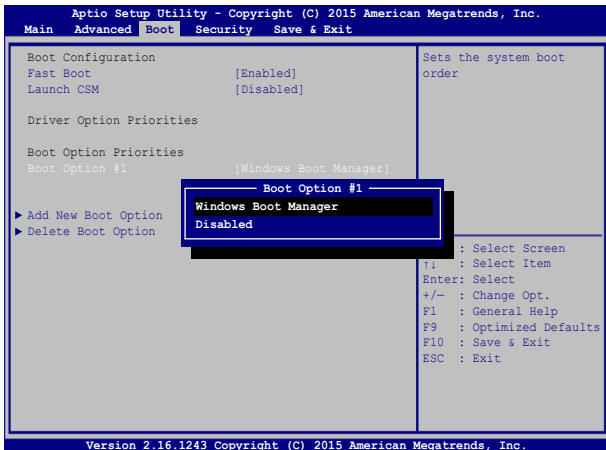 Aptio Setup Utility - Copyright (C) 2015 American Megatrends, Inc.
Main Advanced Boot Security Save & Exit
Boot Configuration
Fast Boot [Enabled]
Launch CSM [Disabled]
Driver Option Priorities
Boot Option Priorities
Boot Option #1 [Windows Boot Manager]
Add New Boot Option
Delete Boot Option
Boot Option #1
Windows Boot Manager
Disabled
Sets the system boot
order
: Select Screen
↑↓ : Select Item
Enter: Select
+/— : Change Opt.
F1 : General Help
F9 : Optimized Defaults
F10 : Save & Exit
ESC : Exit
Version 2.16.1243 Copyright (C) 2015 American Megatrends, Inc.